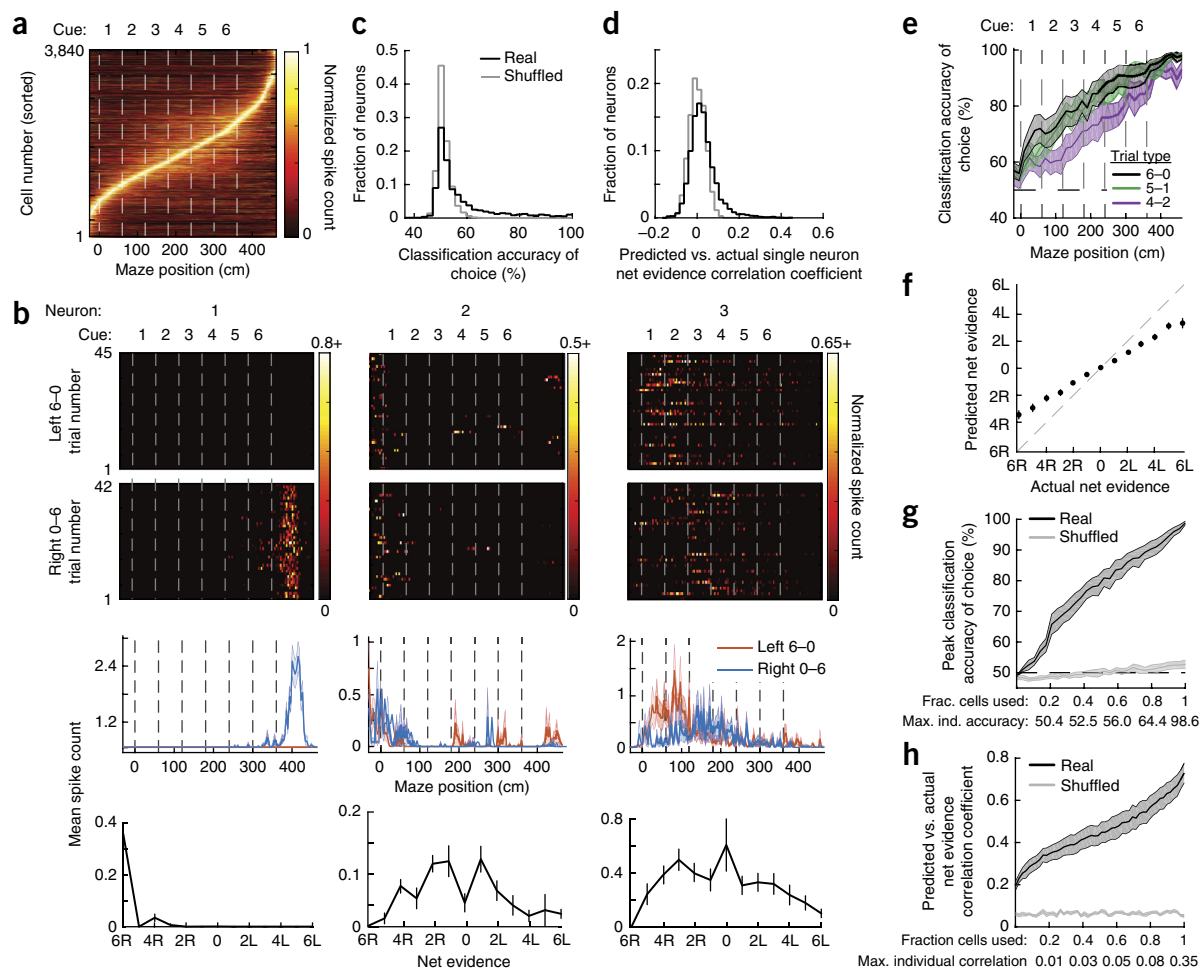 a
Cue: 1 2 3 4 5 6
3,840
1
Cell number (sorted)
0 100 200 300 400
Maze position (cm)
1
0
Normalized spike count
c
0.5
0.4
0.3
0.2
0.1
0
Fraction of neurons
Real
Shuffled
40 60 80 100
Classification accuracy of
choice (%)
d
0.3
0.2
0.1
0
Fraction of neurons
−0.2 0 0.2 0.4 0.6
Predicted vs. actual single neuron
net evidence correlation coefficient
e
Cue: 1 2 3 4 5 6
100
80
60
40
Classification accuracy of
choice (%)
Trial type
6–0
5–1
4–2
0 100 200 300 400
Maze position (cm)
b
Neuron: 1 2 3
Cue: 1 2 3 4 5 6
1 2 3 4 5 6
1 2 3 4 5 6
0.8+
0.5+
0.65+
45
1
Left 6–0
trial number
42
1
Right 0–6
trial number
0
0
0
Normalized spike count
2.4
1.2
0 100 200 300 400
1
0.5
0
0 100 200 300 400
2
1
0
0 100 200 300 400
Left 6–0
Right 0–6
Maze position (cm)
Mean spike count
0.4
0.2
0
6R 4R 2R 0 2L 4L 6L
0.2
0.1
0
6R 4R 2R 0 2L 4L 6L
0.8
0.4
0
6R 4R 2R 0 2L 4L 6L
Net evidence
f
6L
4L
2L
0
2R
4R
6R
Predicted net evidence
6R 4R 2R 0 2L 4L 6L
Actual net evidence
g
100
90
80
70
60
50
Peak classification
accuracy of choice (%)
Real
Shuffled
Frac. cells used: 0.2 0.4 0.6 0.8 1
Max. ind. accuracy: 50.4 52.5 56.0 64.4 98.6
h
0.8
0.6
0.4
0.2
0
Predicted vs. actual
net evidence
correlation coefficient
Real
Shuffled
Fraction cells used: 0.2 0.4 0.6 0.8 1
Max. individual correlation 0.01 0.03 0.05 0.08 0.35